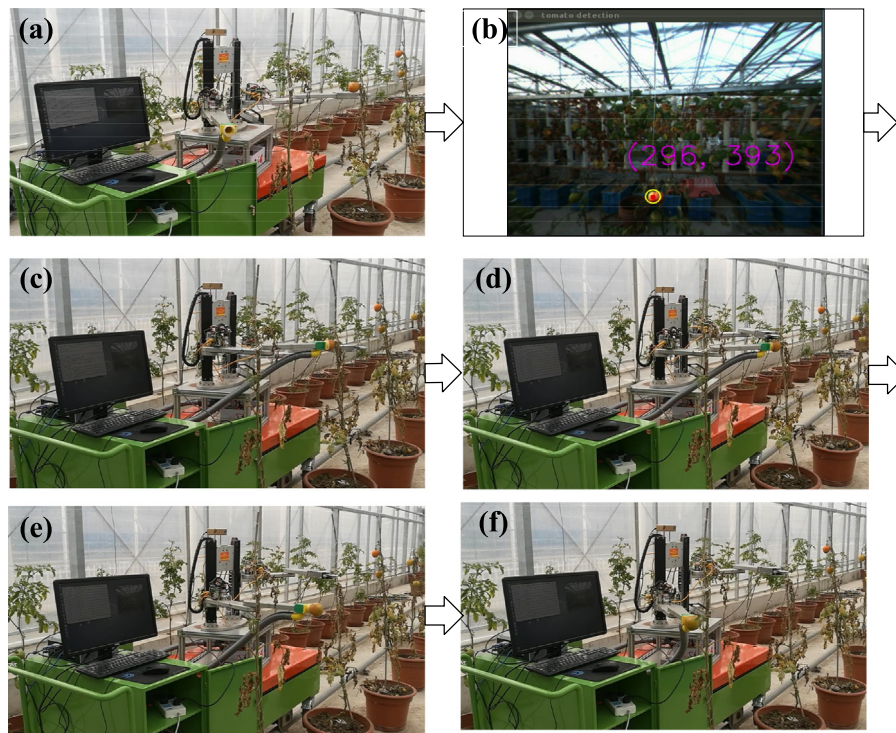 (a)
(b)
tomato detection
(296, 393)
(c)
(d)
(e)
(f)